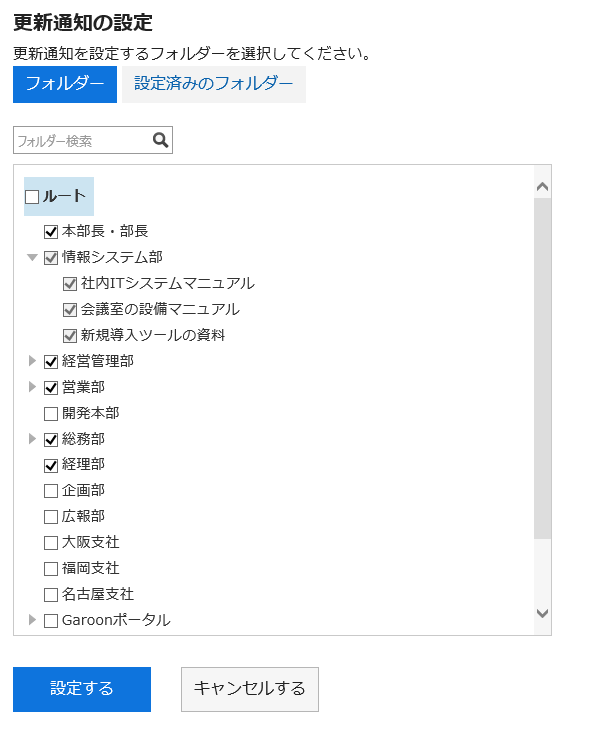 更新通知の設定
更新通知を設定するフォルダーを選択してください。
フォルダー 設定済みのフォルダー
フォルダー検索
ルート
本部長・部長
情報システム部
社内ITシステムマニュアル
会議室の設備マニュアル
新規導入ツールの資料
経営管理部
営業部
開発本部
総務部
経理部
企画部
広報部
大阪支社
福岡支社
名古屋支社
Garoonポータル
設定する キャンセルする